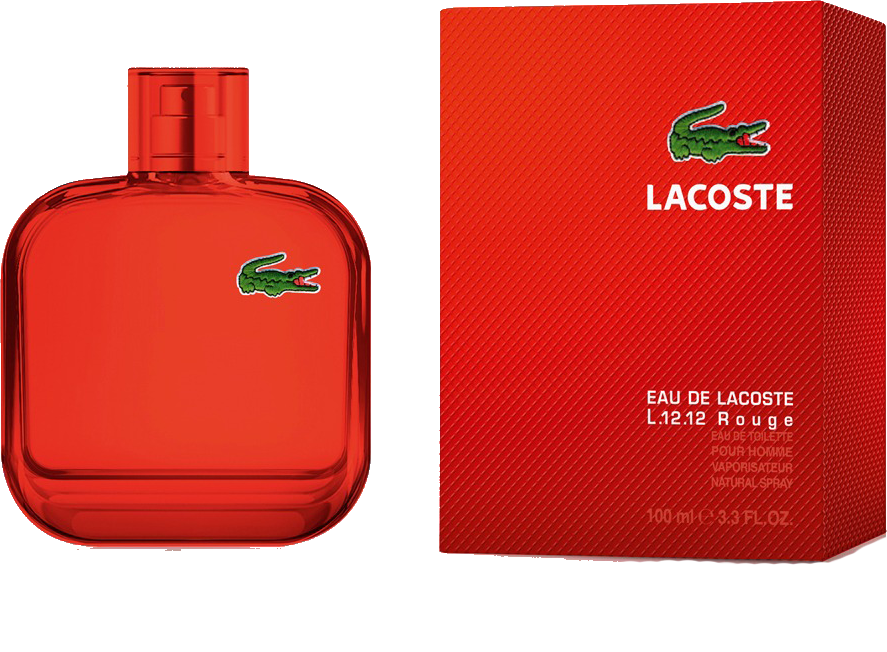 LACOSTE
EAU DE LACOSTE
L.12.12 Rouge
EAU DE TOILETTE
POUR HOMME
VAPORISATEUR
NATURAL SPRAY
100 ml ℮ 3.3 FL.OZ.